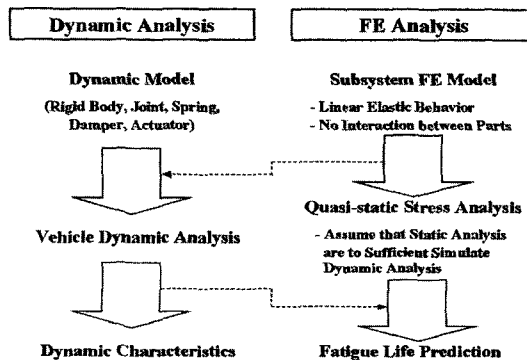 Dynamic Analysis
FE Analysis
Dynamic Model
(Rigid Body, Joint, Spring,
Damper, Actuator)
Subsystem FE Model
- Linear Elastic Behavior
- No Interaction between Parts
Vehicle Dynamic Analysis
Quasi-static Stress Analysis
- Assume that Static Analysis
are to Sufficient Simulate
Dynamic Analysis
Dynamic Characteristics
Fatigue Life Prediction